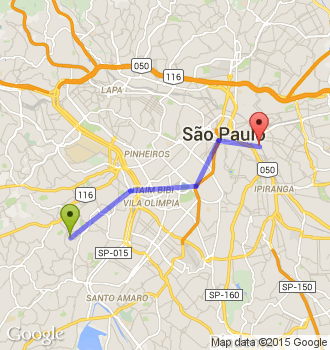 050
116
LAPA
050
São Paulo
PINHEIROS
ITAIM BIBI
VILA OLÍMPIA
IPIRANGA
050
116
SP-015
SP-150
SANTO AMARO
SP-160
Map data ©2015 Google